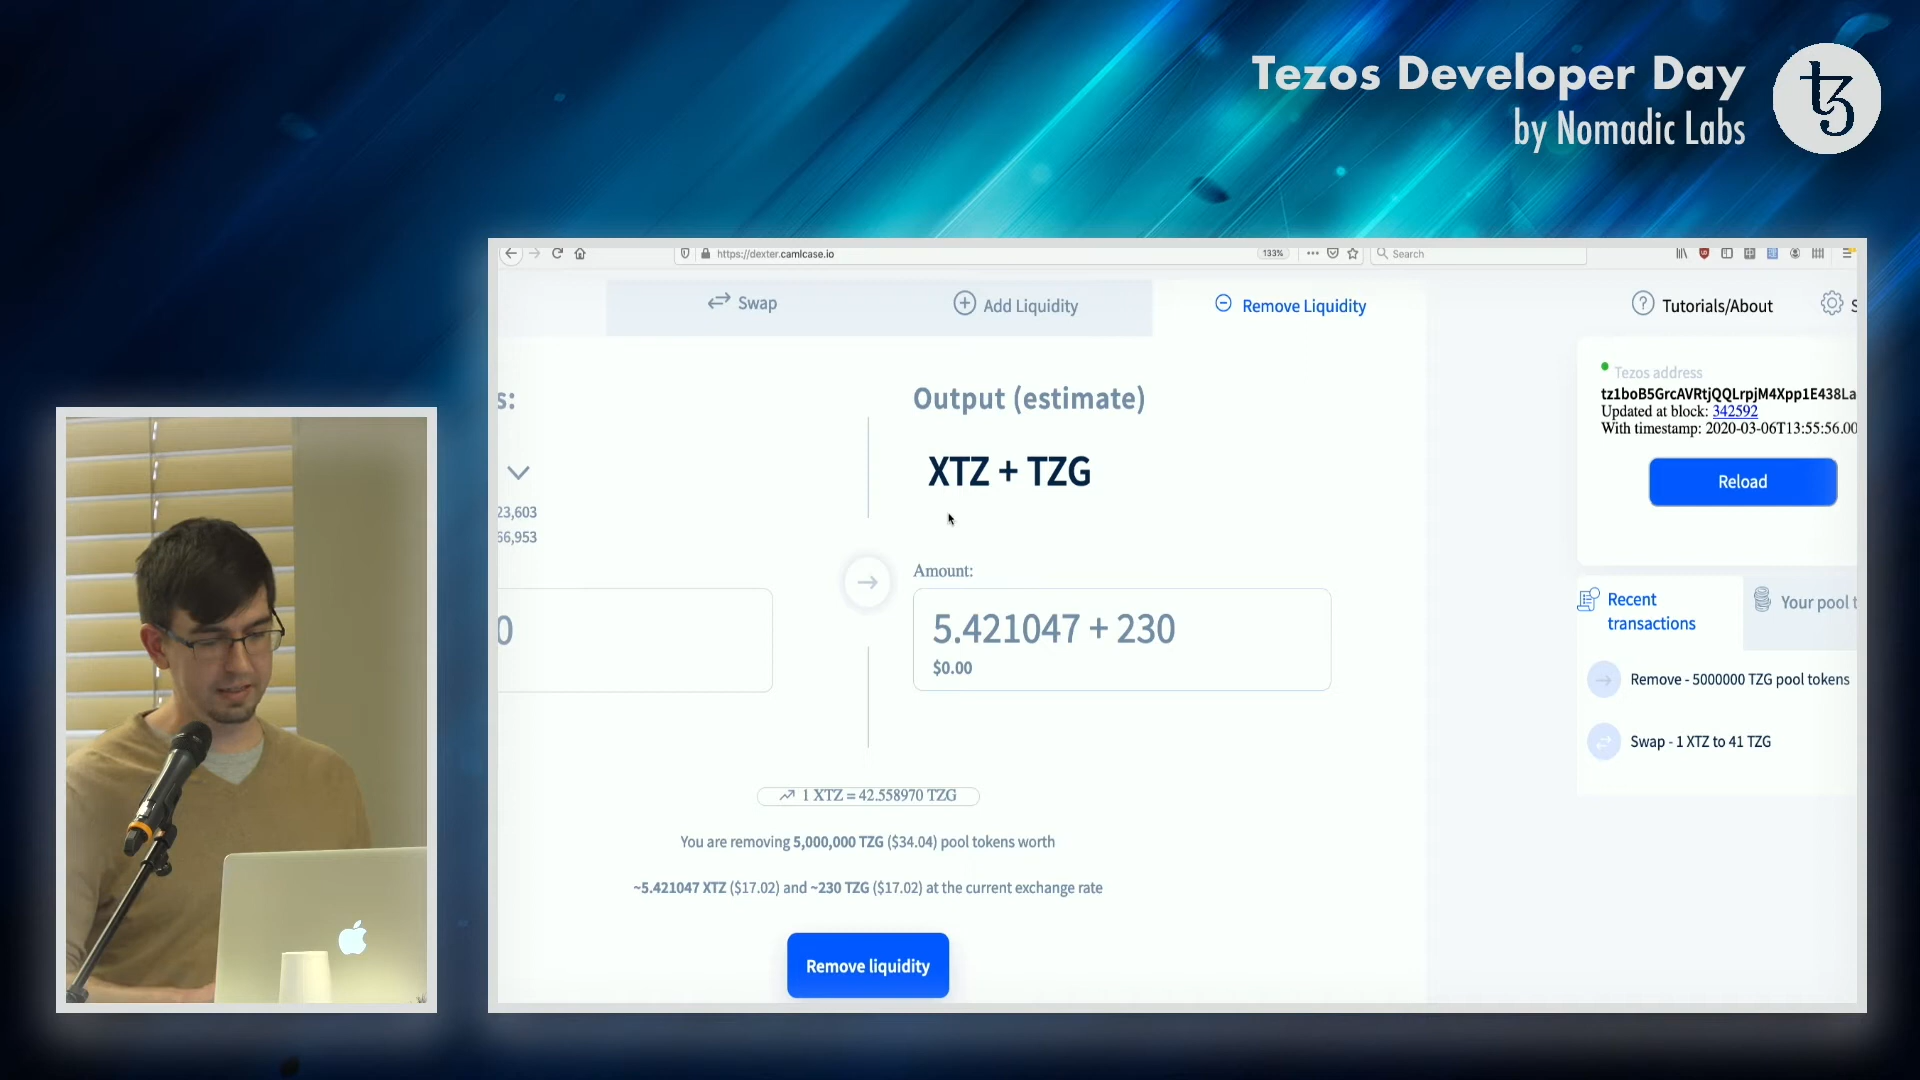 Tezos Developer Day
by Nomadic Labs
https://dexter.camlcase.io
133%
Search
Swap
Add Liquidity
Remove Liquidity
Tutorials/About
S
s:
Output (estimate)
XTZ + TZG
23,603
66,953
Amount:
0
5.421047 + 230
$0.00
1 XTZ = 42.558970 TZG
You are removing 5,000,000 TZG ($34.04) pool tokens worth
~5.421047 XTZ ($17.02) and ~230 TZG ($17.02) at the current exchange rate
Remove liquidity
Tezos address
tz1boB5GrcAVRtjQQLrpjM4Xpp1E438La
Updated at block: 342592
With timestamp: 2020-03-06T13:55:56.00
Reload
Recent
transactions
Your pool t
Remove - 5000000 TZG pool tokens
Swap - 1 XTZ to 41 TZG